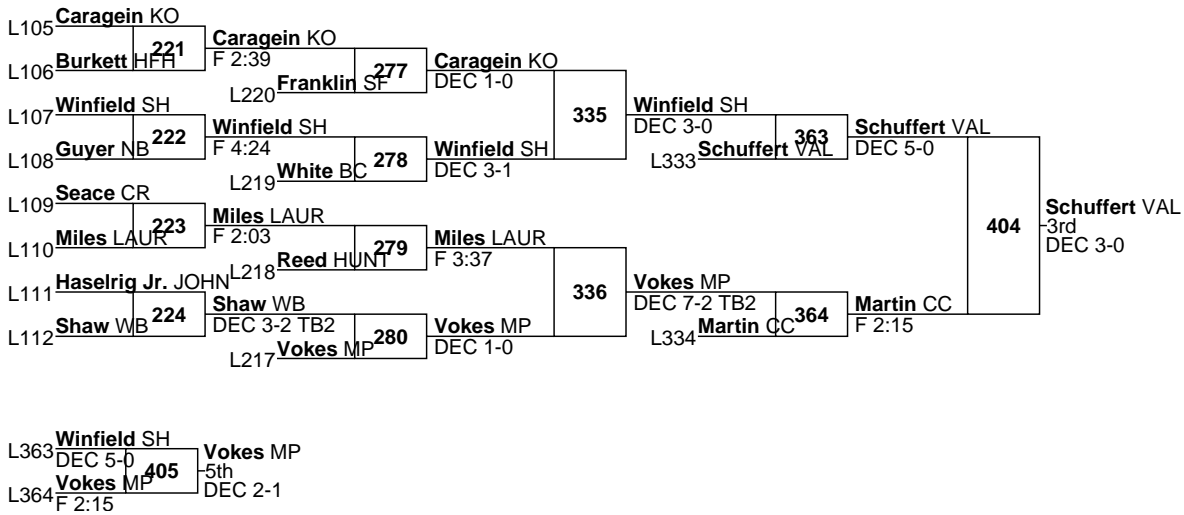 L105 Caragein KO
221
L106 Burkett HFH
Caragein KO
F 2:39
277
L220 Franklin SF
Caragein KO
DEC 1-0
L107 Winfield SH
222
L108 Guyer NB
Winfield SH
F 4:24
278
L219 White BC
Winfield SH
DEC 3-1
335
Winfield SH
DEC 3-0
363
L333 Schuffert VAL
Schuffert VAL
DEC 5-0
L109 Seace CR
223
L110 Miles LAUR
Miles LAUR
F 2:03
279
L218 Reed HUNT
Miles LAUR
F 3:37
L111 Haselrig Jr. JOHN
224
L112 Shaw WB
Shaw WB
DEC 3-2 TB2
280
L217 Vokes MP
Vokes MP
DEC 1-0
336
Vokes MP
DEC 7-2 TB2
364
L334 Martin CC
Martin CC
F 2:15
404
Schuffert VAL
3rd
DEC 3-0
L363 Winfield SH
DEC 5-0
405
L364 Vokes MP
F 2:15
Vokes MP
5th
DEC 2-1